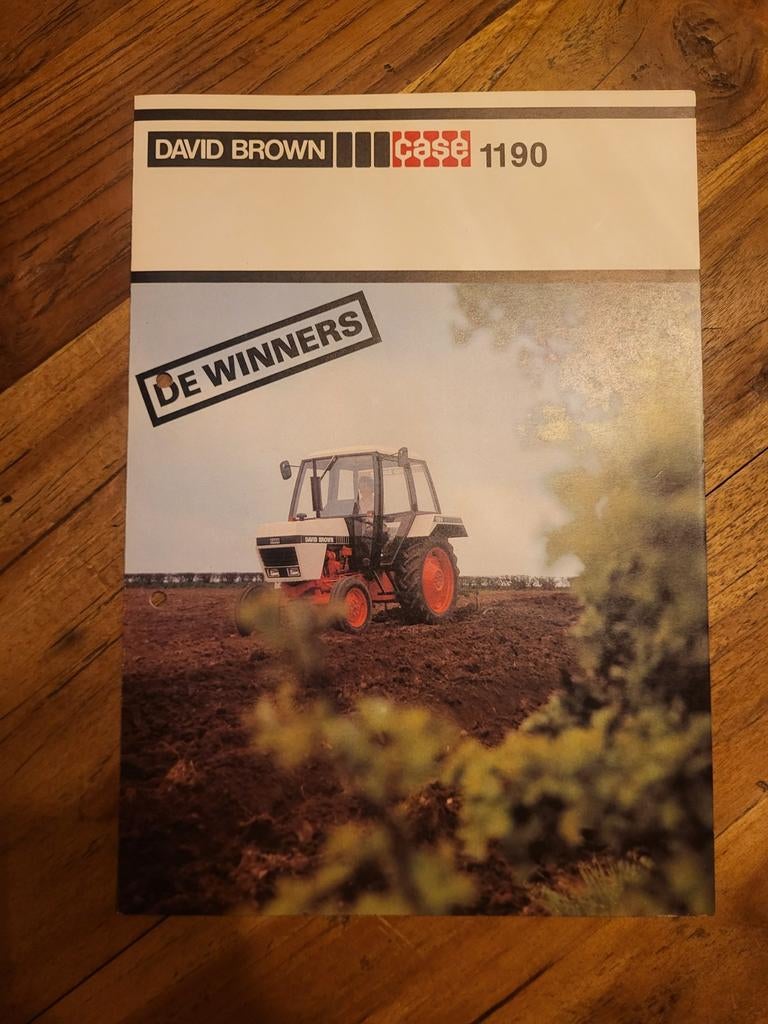 DAVID BROWN case 1190
DE WINNERS
DAVID BROWN